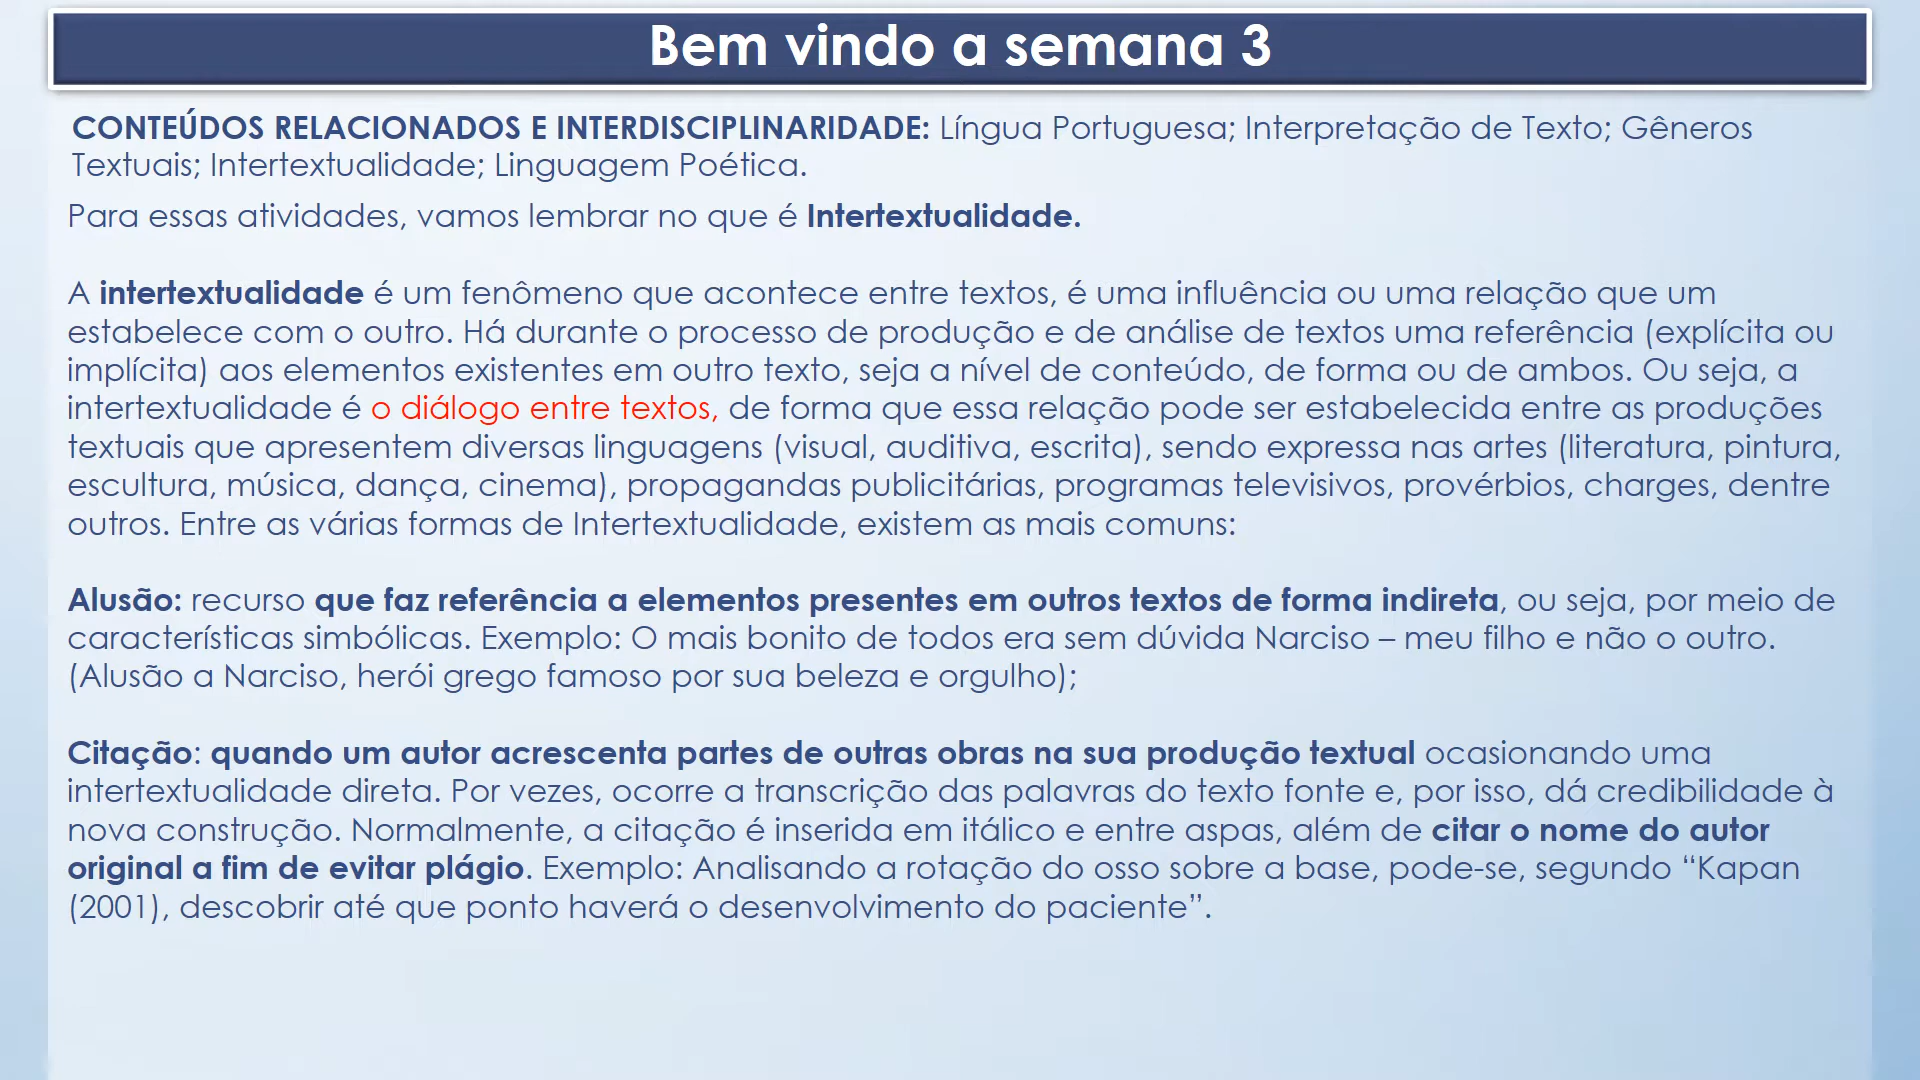 Bem vindo a semana 3
CONTEÚDOS RELACIONADOS E INTERDISCIPLINARIDADE: Língua Portuguesa; Interpretação de Texto; Gêneros
Textuais; Intertextualidade; Linguagem Poética.
Para essas atividades, vamos lembrar no que é Intertextualidade.
A intertextualidade é um fenômeno que acontece entre textos, é uma influência ou uma relação que um
estabelece com o outro. Há durante o processo de produção e de análise de textos uma referência (explícita ou
implícita) aos elementos existentes em outro texto, seja a nível de conteúdo, de forma ou de ambos. Ou seja, a
intertextualidade é o diálogo entre textos, de forma que essa relação pode ser estabelecida entre as produções
textuais que apresentem diversas linguagens (visual, auditiva, escrita), sendo expressa nas artes (literatura, pintura,
escultura, música, dança, cinema), propagandas publicitárias, programas televisivos, provérbios, charges, dentre
outros. Entre as várias formas de Intertextualidade, existem as mais comuns:
Alusão: recurso que faz referência a elementos presentes em outros textos de forma indireta, ou seja, por meio de
características simbólicas. Exemplo: O mais bonito de todos era sem dúvida Narciso – meu filho e não o outro.
(Alusão a Narciso, herói grego famoso por sua beleza e orgulho);
Citação: quando um autor acrescenta partes de outras obras na sua produção textual ocasionando uma
intertextualidade direta. Por vezes, ocorre a transcrição das palavras do texto fonte e, por isso, dá credibilidade à
nova construção. Normalmente, a citação é inserida em itálico e entre aspas, além de citar o nome do autor
original a fim de evitar plágio. Exemplo: Analisando a rotação do osso sobre a base, pode-se, segundo “Kapan
(2001), descobrir até que ponto haverá o desenvolvimento do paciente”.